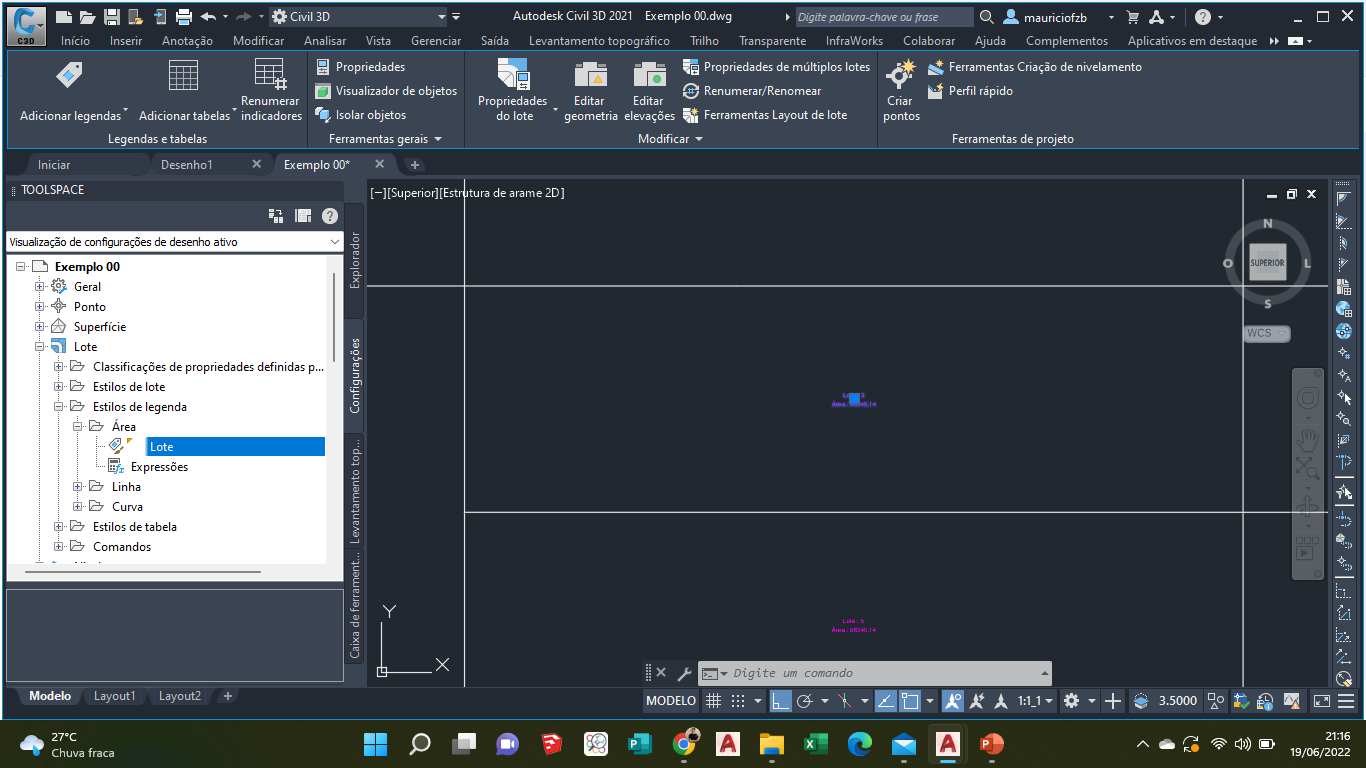 Civil 3D
Autodesk Civil 3D 2021 Exemplo 00.dwg
Digite palavra-chave ou frase
mauriciofzb
C3D
Início Inserir Anotação Modificar Analisar Vista Gerenciar Saída Levantamento topográfico Trilho Transparente InfraWorks Colaborar Ajuda Complementos Aplicativos em destaque
Adicionar legendas
Adicionar tabelas
Renumerar
indicadores
Legendas e tabelas
Propriedades
Visualizador de objetos
Isolar objetos
Ferramentas gerais
Propriedades
do lote
Editar
geometria
Editar
elevações
Propriedades de múltiplos lotes
Renumerar/Renomear
Ferramentas Layout de lote
Modificar
Criar
pontos
Ferramentas Criação de nivelamento
Perfil rápido
Ferramentas de projeto
Iniciar
Desenho1
Exemplo 00*
TOOLSPACE
Visualização de configurações de desenho ativo
Exemplo 00
Geral
Ponto
Superfície
Lote
Classificações de propriedades definidas p...
Estilos de lote
Estilos de legenda
Área
Lote
Expressões
Linha
Curva
Estilos de tabela
Comandos
Explorador
Configurações
Levantamento top...
Caixa de ferrament...
[−][Superior][Estrutura de arame 2D]
N
O
SUPERIOR
L
S
WCS
Y
X
Digite um comando
Modelo Layout1 Layout2
MODELO
1:1_1
3.5000
27°C
Chuva fraca
21:16
19/06/2022